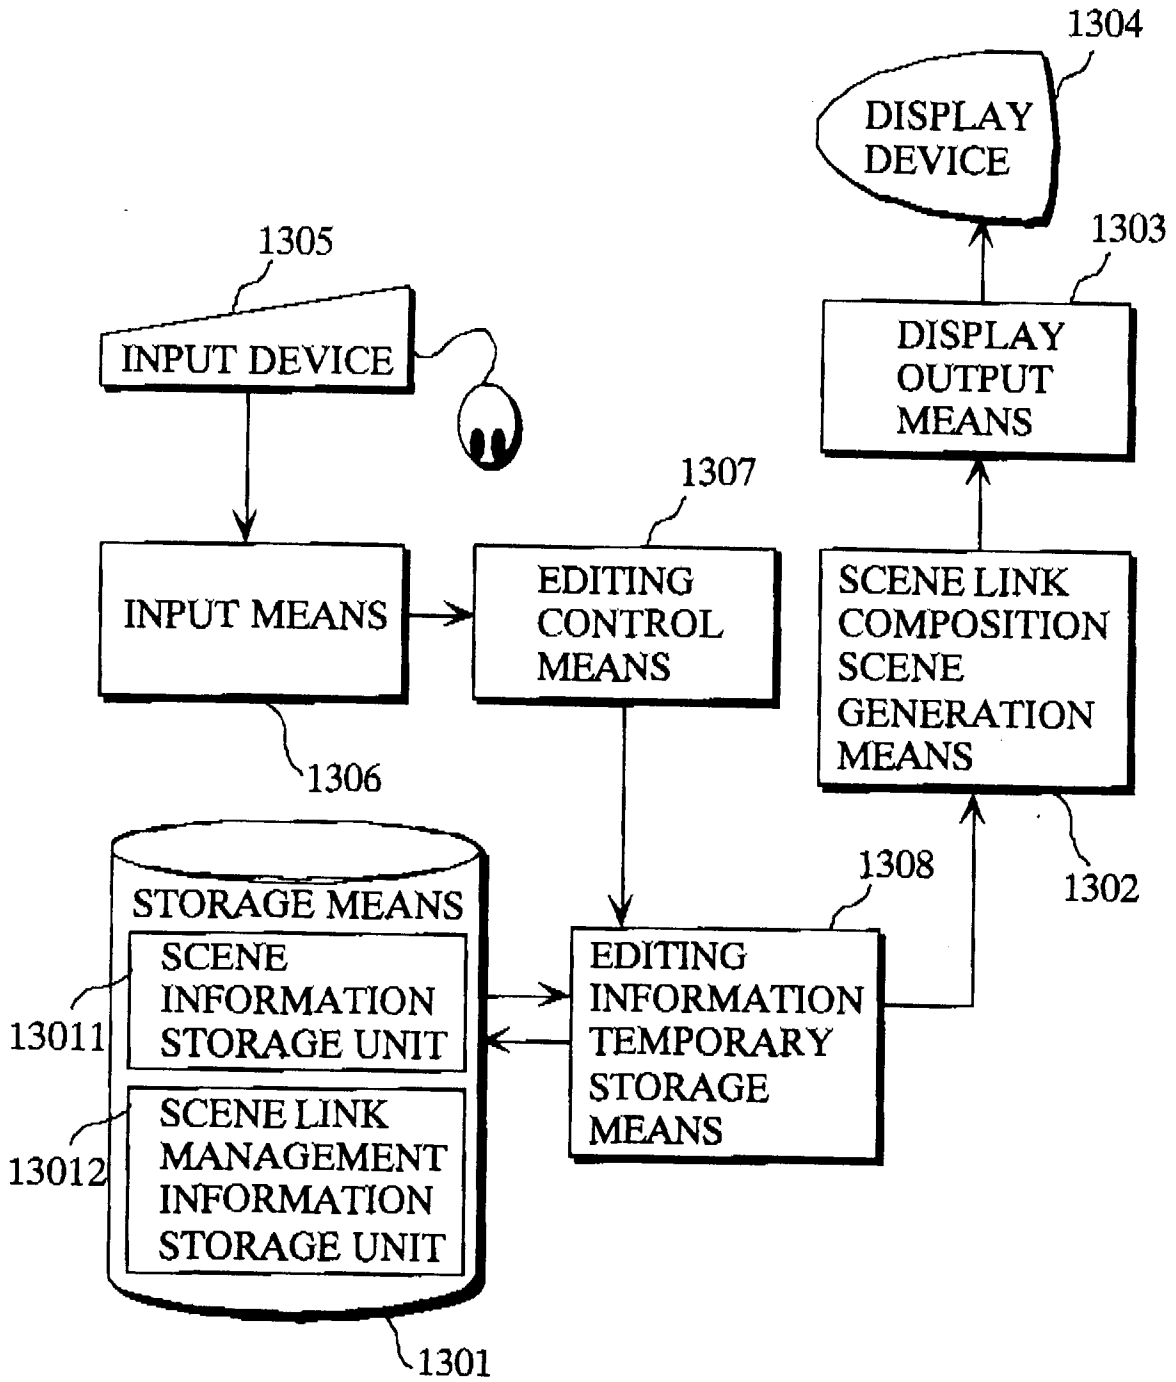 1304
DISPLAY
DEVICE
1303
DISPLAY
OUTPUT
MEANS
1305
INPUT DEVICE
1307
INPUT MEANS
EDITING
CONTROL
MEANS
SCENE LINK
COMPOSITION
SCENE
GENERATION
MEANS
1306
1302
1308
STORAGE MEANS
SCENE
INFORMATION
STORAGE UNIT
13011
SCENE LINK
MANAGEMENT
INFORMATION
STORAGE UNIT
13012
EDITING
INFORMATION
TEMPORARY
STORAGE
MEANS
1301